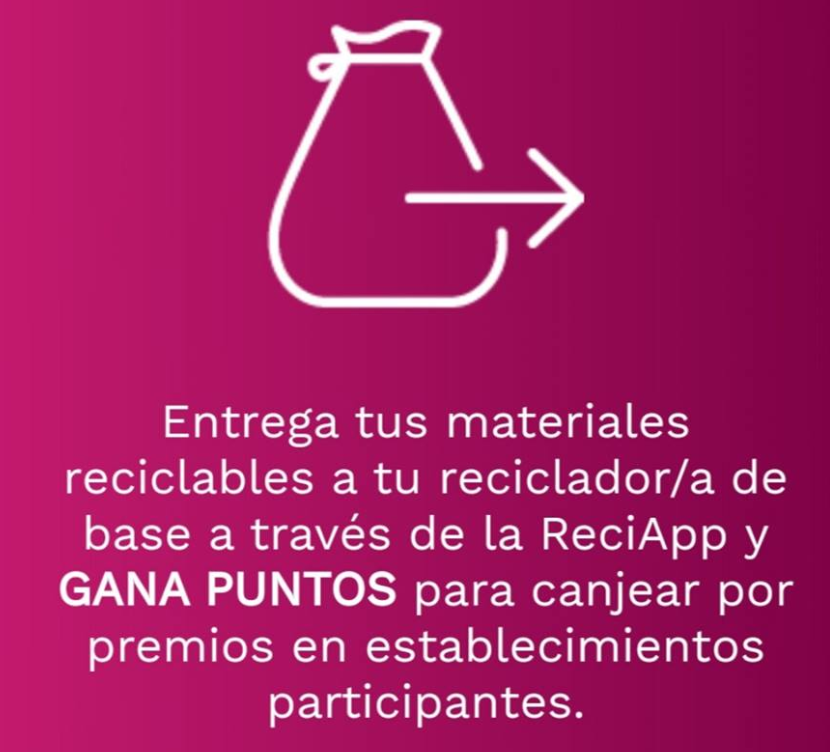 Entrega tus materiales
reciclables a tu reciclador/a de
base a través de la ReciApp y
GANA PUNTOS para canjear por
premios en establecimientos
participantes.